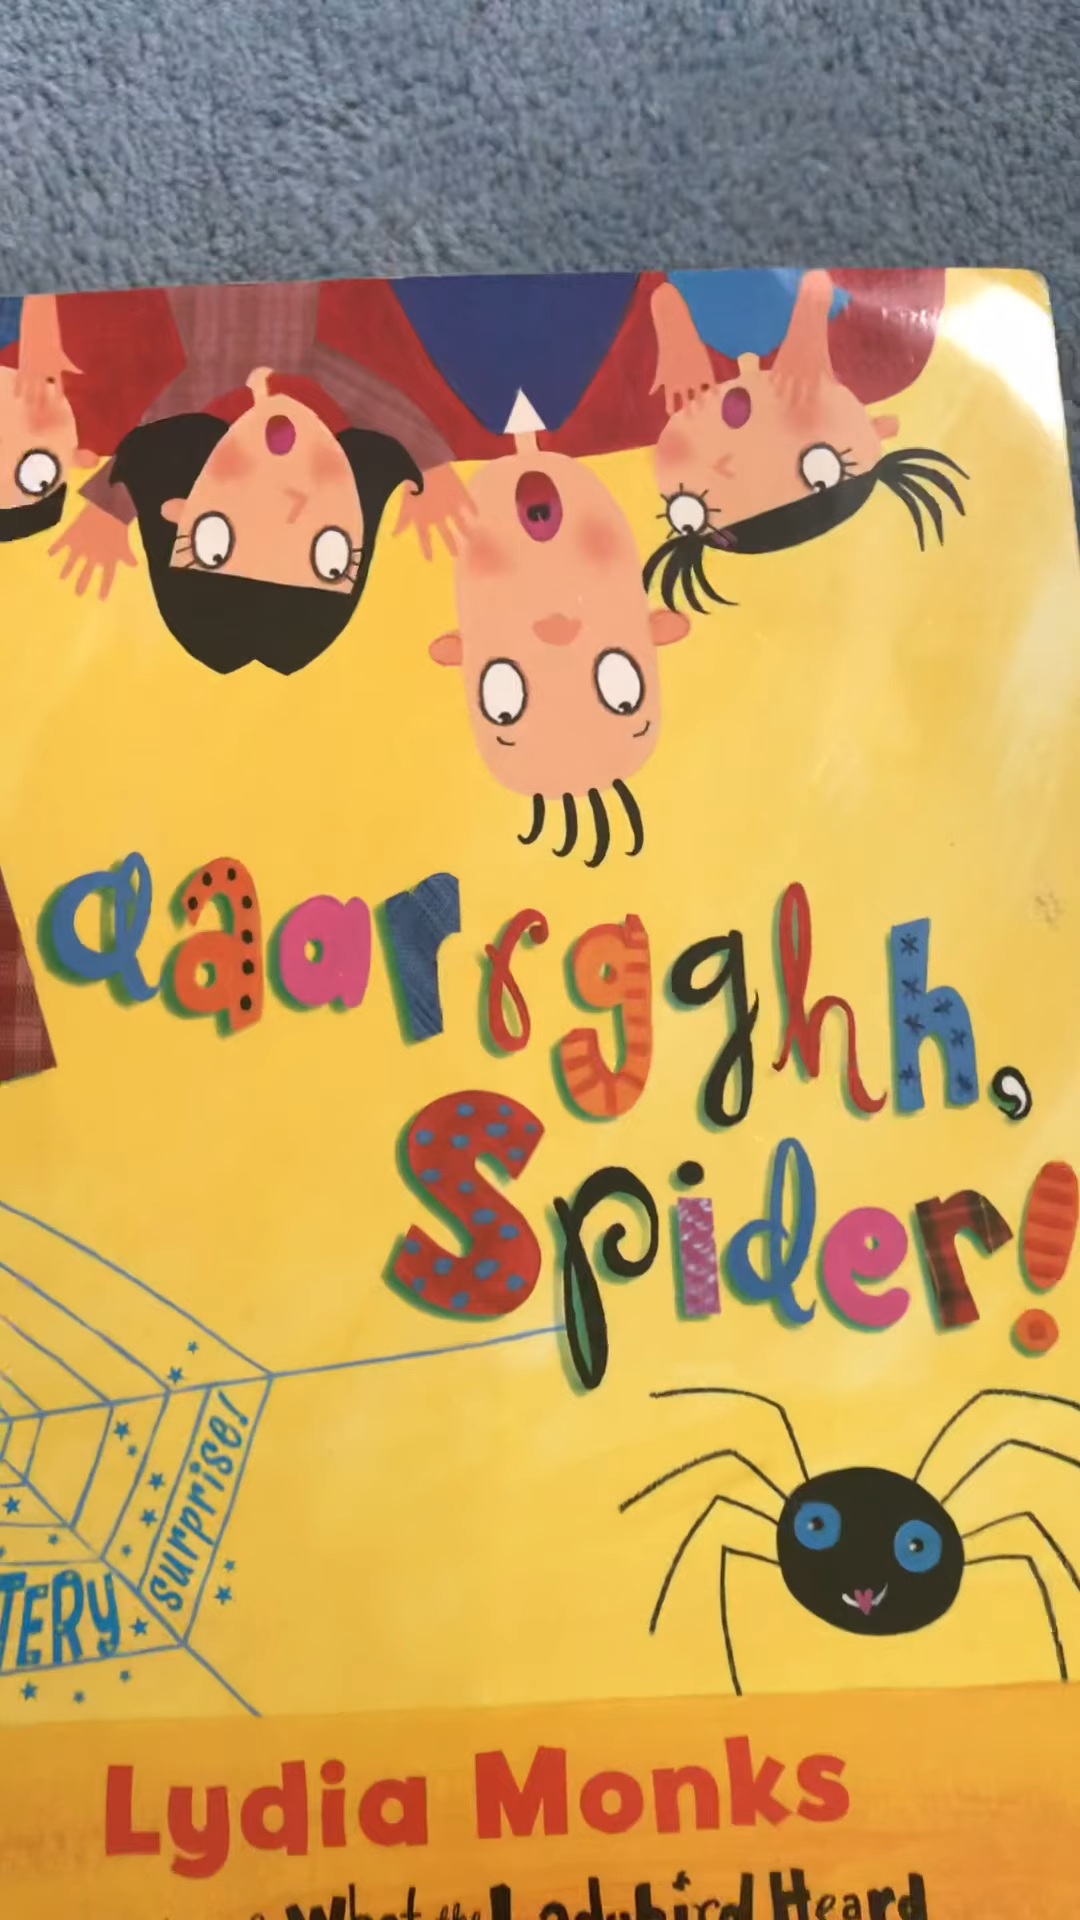 aaarrgghh,
Spider!
surprise!
TERY
Lydia Monks
What the Ladybird Heard